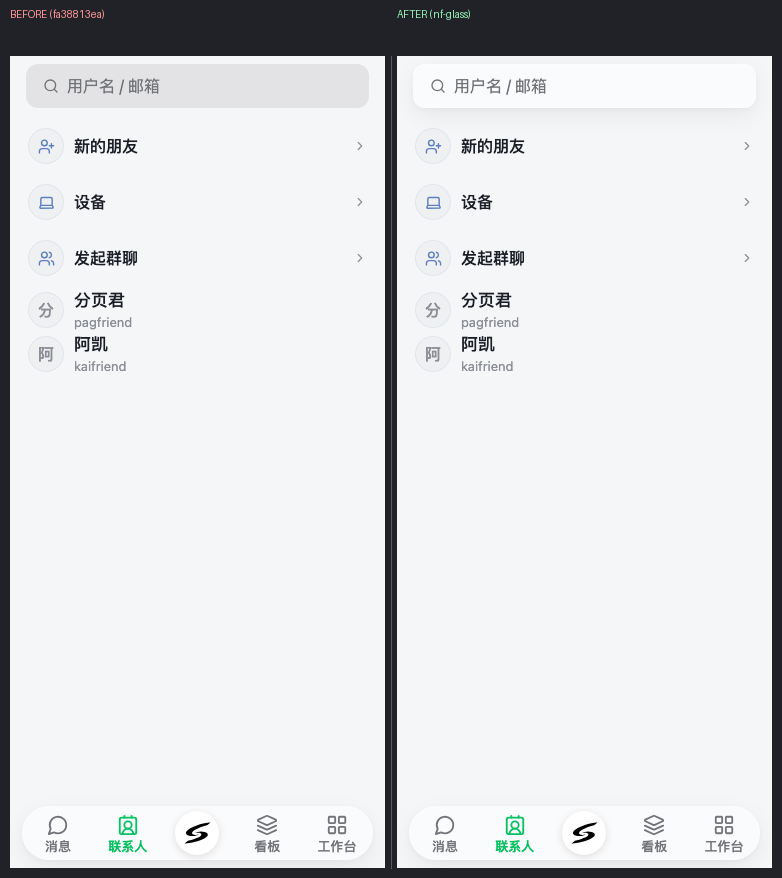 BEFORE (fa38813ea)
用户名 / 邮箱
新的朋友
设备
发起群聊
分
分页君
pagfriend
阿
阿凯
kaifriend
消息
联系人
看板
工作台
AFTER (nf-glass)
用户名 / 邮箱
新的朋友
设备
发起群聊
分
分页君
pagfriend
阿
阿凯
kaifriend
消息
联系人
看板
工作台